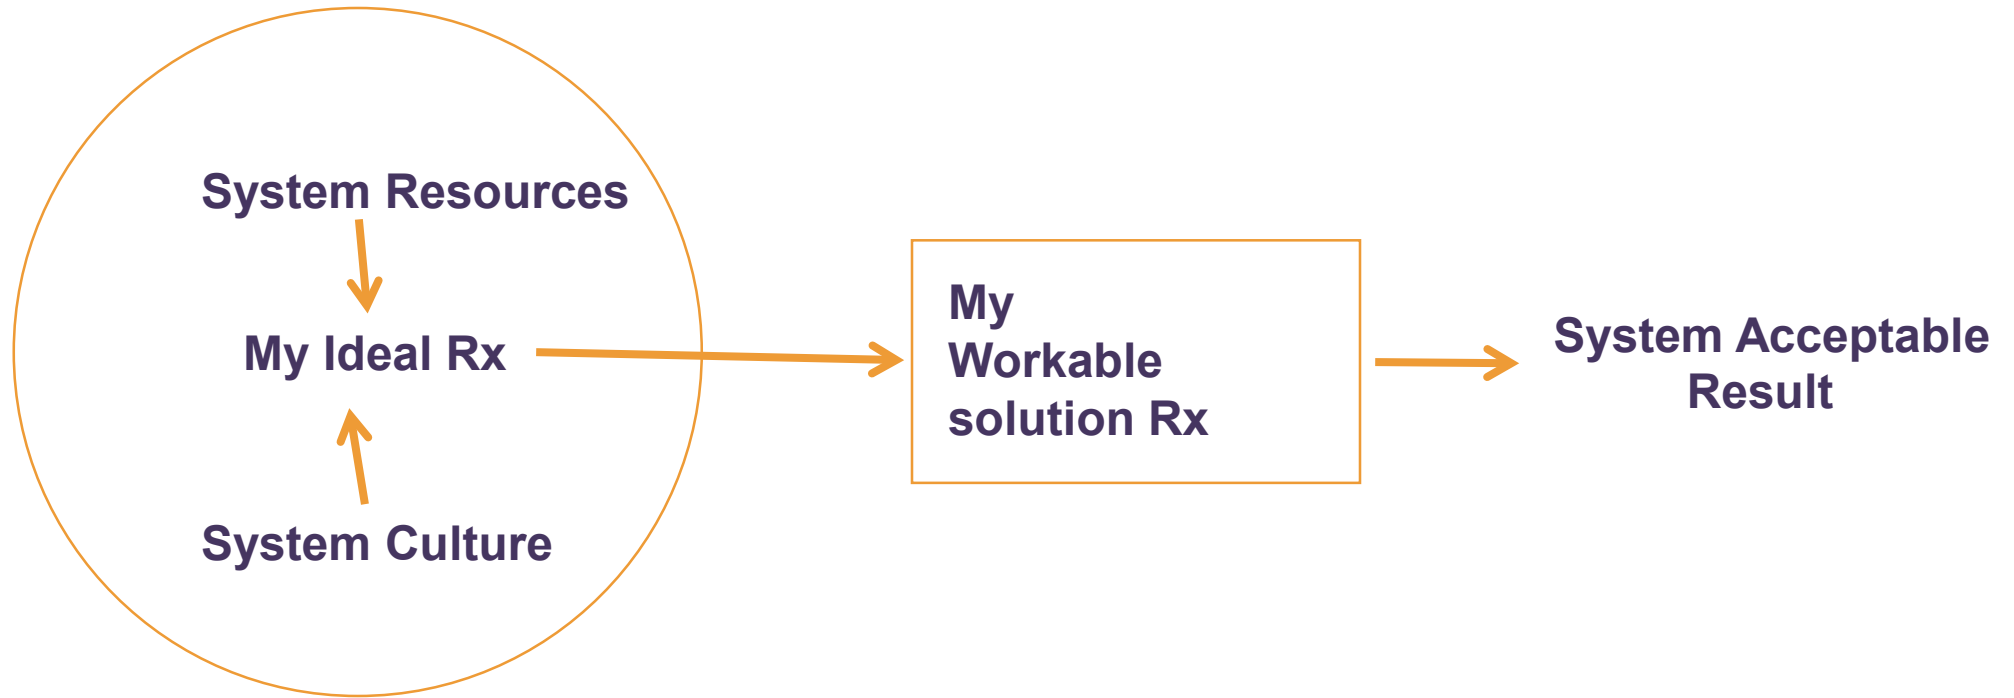 System Resources
My Ideal Rx
System Culture
My
Workable
solution Rx
System Acceptable
Result